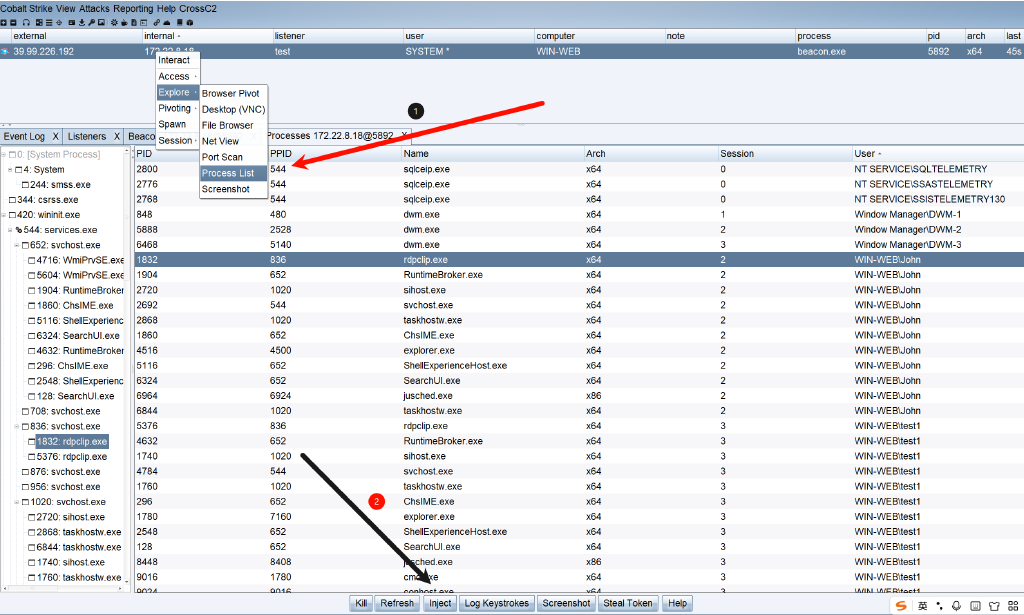 Cobalt Strike View Attacks Reporting Help CrossC2
external internal listener user computer note process pid arch last
39.99.226.192 172.22.8.18 test SYSTEM * WIN-WEB beacon.exe 5892 x64 45s
Interact
Access
Explore
Pivoting
Spawn
Session
Browser Pivot
Desktop (VNC)
File Browser
Net View
Port Scan
Process List
Screenshot
1
Event Log X Listeners X Beaco Processes 172.22.8.18@5892 X
0: [System Process]
4: System
244: smss.exe
344: csrss.exe
420: wininit.exe
544: services.exe
652: svchost.exe
4716: WmiPrvSE.exe
5604: WmiPrvSE.exe
1904: RuntimeBroker
1860: ChsIME.exe
5116: ShellExperienc
6324: SearchUI.exe
4632: RuntimeBroker
296: ChsIME.exe
2548: ShellExperienc
128: SearchUI.exe
708: svchost.exe
836: svchost.exe
1832: rdpclip.exe
5376: rdpclip.exe
876: svchost.exe
956: svchost.exe
1020: svchost.exe
2720: sihost.exe
2868: taskhostw.exe
6844: taskhostw.exe
1740: sihost.exe
1760: taskhostw.exe
PID PPID Name Arch Session User
2800 544 sqlceip.exe x64 0 NT SERVICE\SQLTELEMETRY
2776 544 sqlceip.exe x64 0 NT SERVICE\SSASTELEMETRY
2768 544 sqlceip.exe x64 0 NT SERVICE\SSISTELEMETRY130
848 480 dwm.exe x64 1 Window Manager\DWM-1
5888 2528 dwm.exe x64 2 Window Manager\DWM-2
6468 5140 dwm.exe x64 3 Window Manager\DWM-3
1832 836 rdpclip.exe x64 2 WIN-WEB\John
1904 652 RuntimeBroker.exe x64 2 WIN-WEB\John
2720 1020 sihost.exe x64 2 WIN-WEB\John
2692 544 svchost.exe x64 2 WIN-WEB\John
2868 1020 taskhostw.exe x64 2 WIN-WEB\John
1860 652 ChsIME.exe x64 2 WIN-WEB\John
4516 4500 explorer.exe x64 2 WIN-WEB\John
5116 652 ShellExperienceHost.exe x64 2 WIN-WEB\John
6324 652 SearchUI.exe x64 2 WIN-WEB\John
6964 6924 jusched.exe x86 2 WIN-WEB\John
6844 1020 taskhostw.exe x64 2 WIN-WEB\John
5376 836 rdpclip.exe x64 3 WIN-WEB\test1
4632 652 RuntimeBroker.exe x64 3 WIN-WEB\test1
1740 1020 sihost.exe x64 3 WIN-WEB\test1
4784 544 svchost.exe x64 3 WIN-WEB\test1
1760 1020 taskhostw.exe x64 3 WIN-WEB\test1
296 652 ChsIME.exe x64 3 WIN-WEB\test1
1780 7160 explorer.exe x64 3 WIN-WEB\test1
2548 652 ShellExperienceHost.exe x64 3 WIN-WEB\test1
128 652 SearchUI.exe x64 3 WIN-WEB\test1
8448 8408 jusched.exe x86 3 WIN-WEB\test1
9016 1780 cmd.exe x64 3 WIN-WEB\test1
9024 9016 conhost.exe x64 3 WIN-WEB\test1
2
Kill Refresh Inject Log Keystrokes Screenshot Steal Token Help
S 英